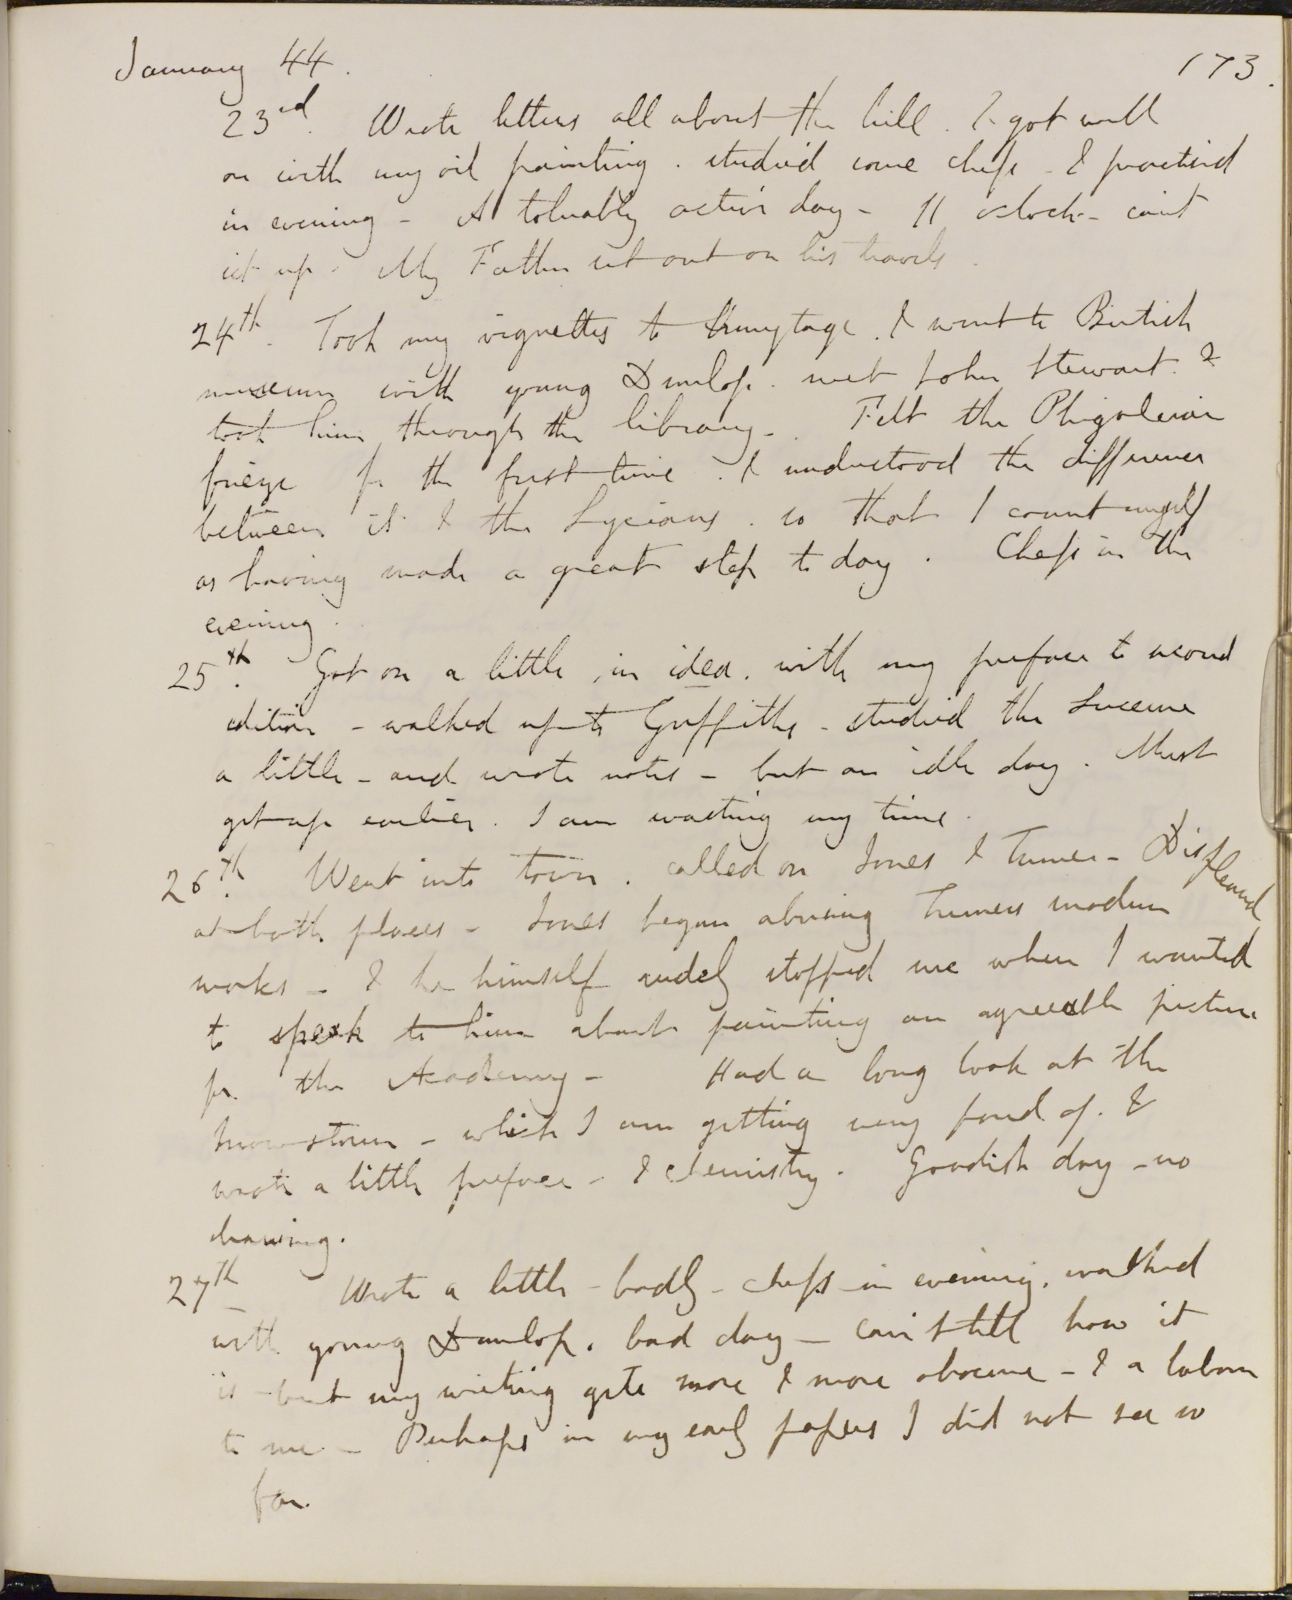 January 44.
173.
23rd. Wrote letters all about the hill. & got well
on with my oil painting. studied some chess - & practised
in evening - A tolerably active day - 11 oclock - can't
sit up. My Father set out on his travels.
24th. Took my vignettes to Armytage. & went to British
museum with young Dunlop. met John Stewart. &
took him through the library - Felt the Phigaleian
frieze for the first time. & understood the difference
between it & the Lycians. so that I count myself
as having made a great step to day. Chess in the
evening.
25th. Got on a little, in idea, with my preface to second
edition - walked up to Griffiths - studied the Lucerne
a little - and wrote notes - but an idle day. Must
get up earlier. I am wasting my time.
26th. Went into town. called on Jones & Turner - Displeased
at both places - Jones began abusing Turners modern
works - & he himself rudely stopped me when I wanted
to speak to him about painting an agreeable picture
for the Academy - Had a long look at the
Snowstorm - which I am getting very fond of. &
wrote a little preface - & chemistry. Goodish day - no
drawing.
27th Wrote a little - badly - chess in evening. walked
with young Dunlop. bad day - can't tell how it
is - but my writing gets more & more obscure - & a labour
to me - Perhaps in my early papers I did not see so
far.